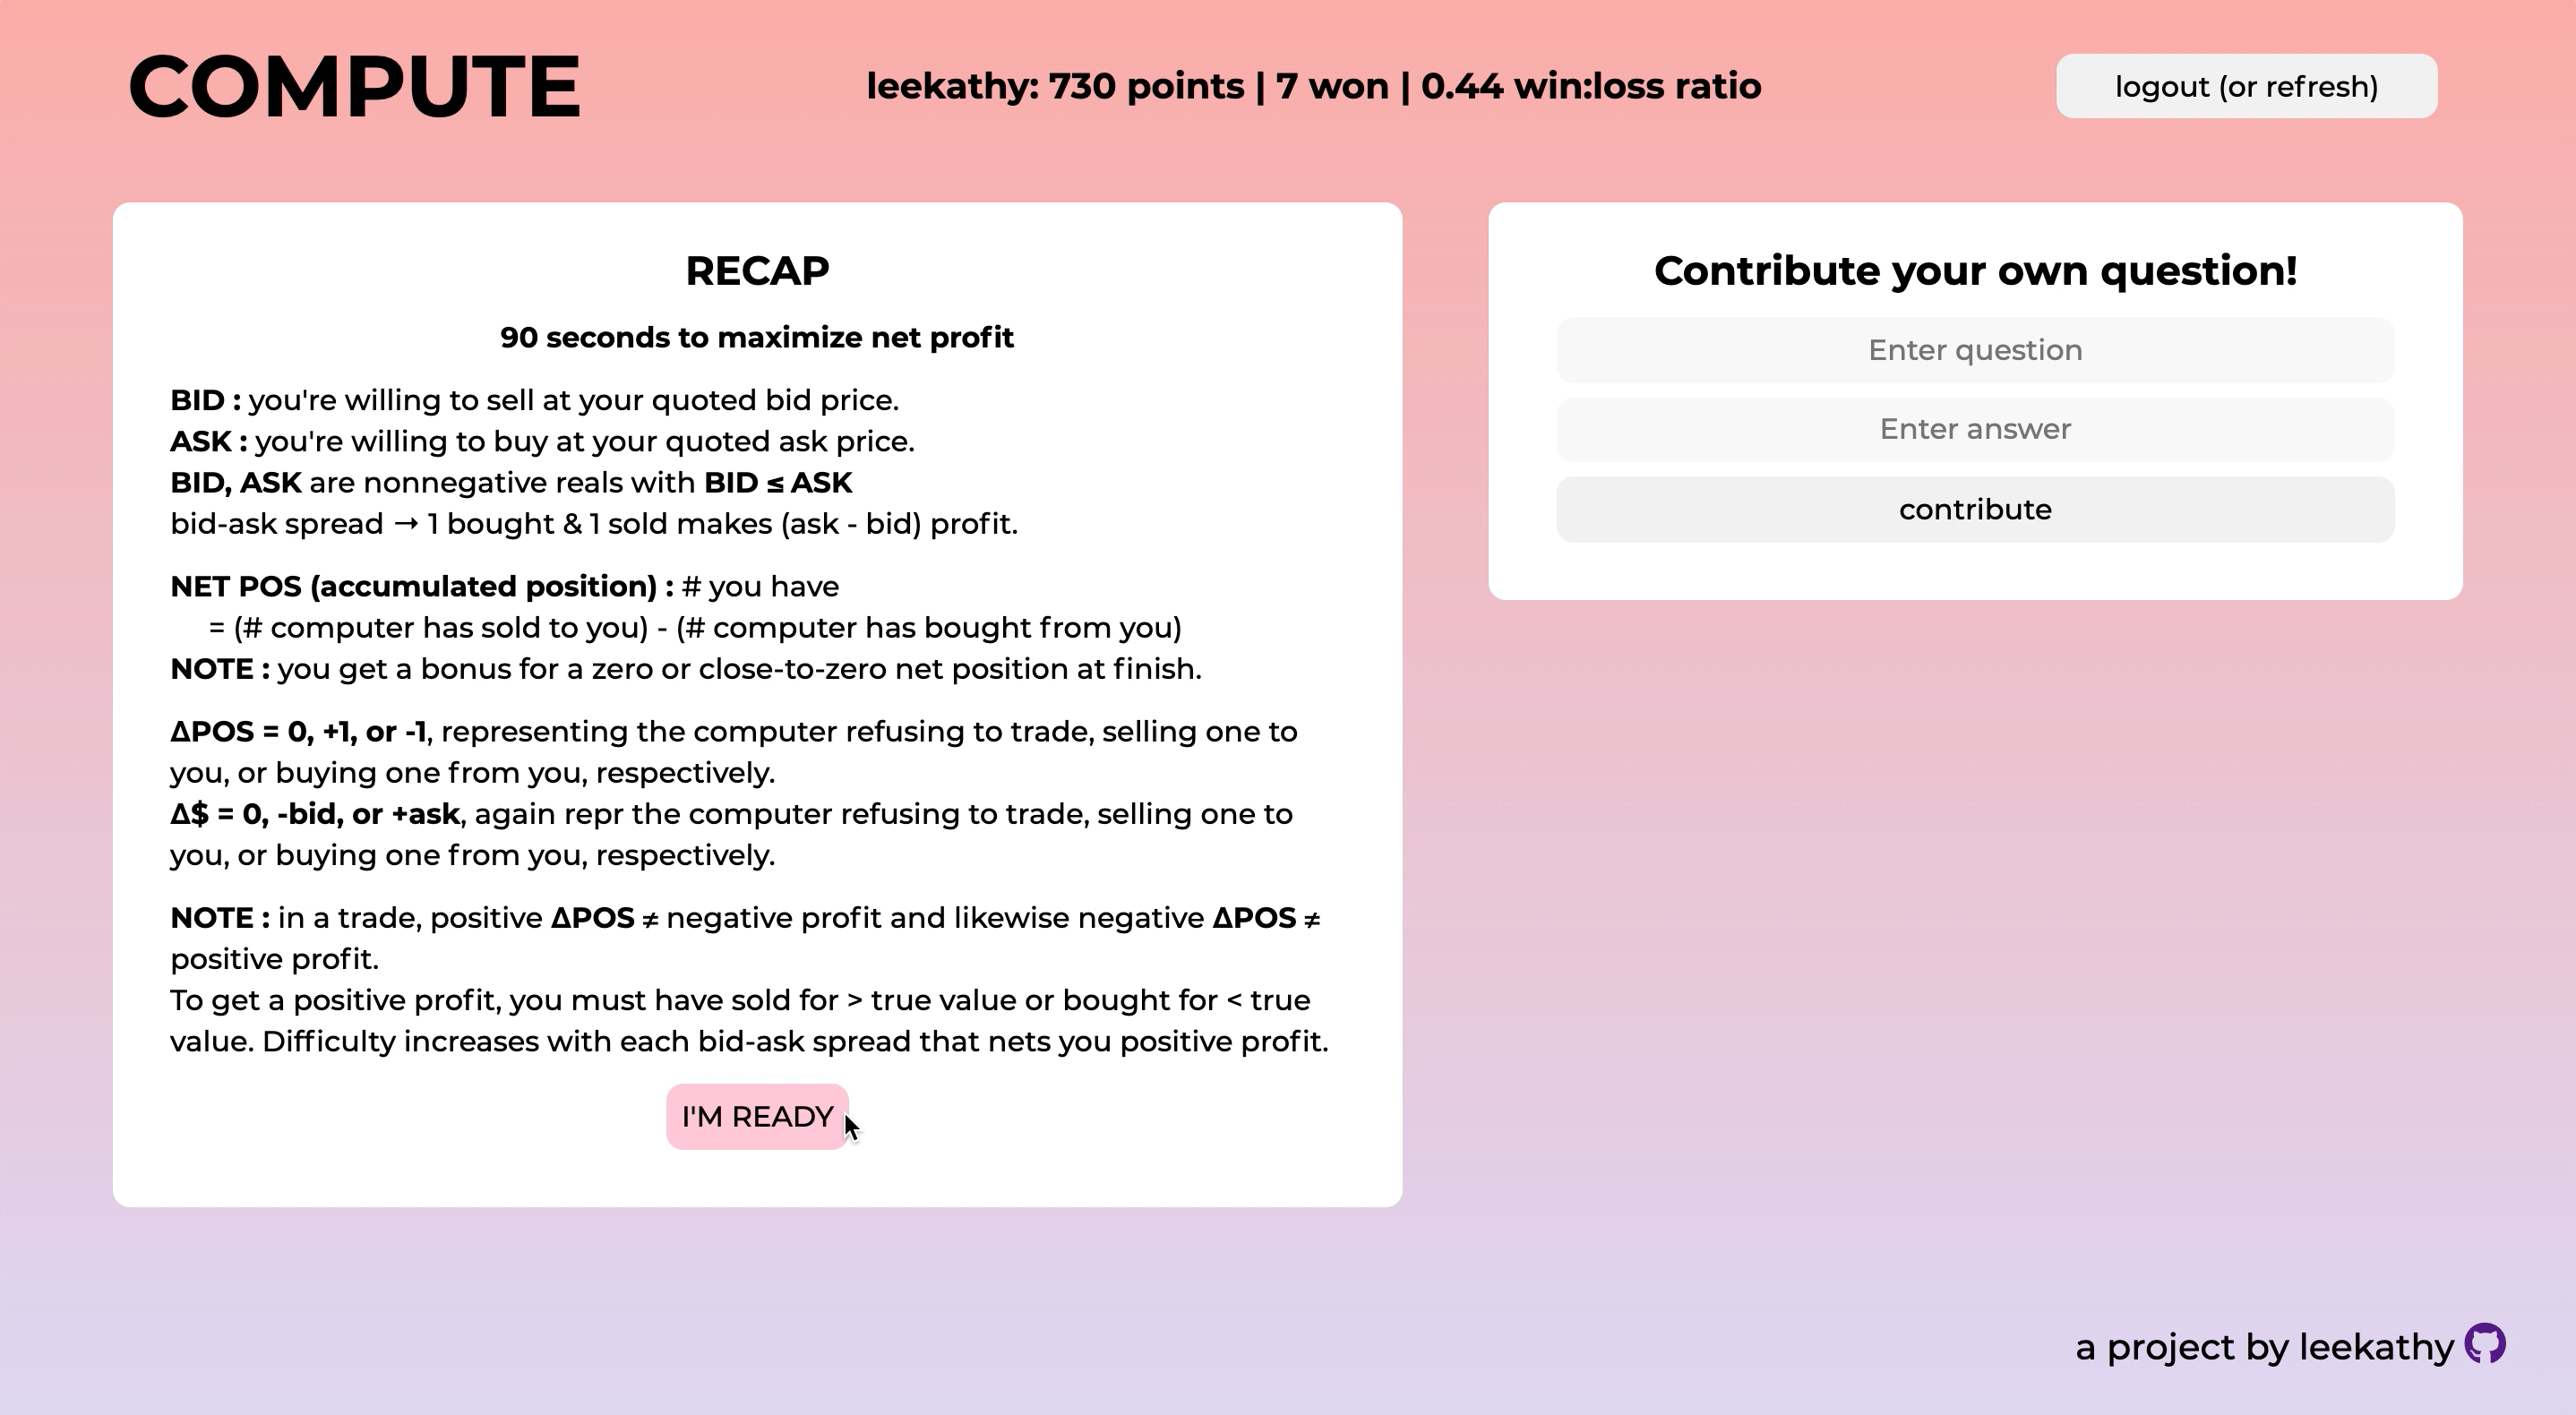 COMPUTE
leekathy: 730 points | 7 won | 0.44 win:loss ratio
logout (or refresh)
RECAP
90 seconds to maximize net profit
BID : you're willing to sell at your quoted bid price.
ASK : you're willing to buy at your quoted ask price.
BID, ASK are nonnegative reals with BID ≤ ASK
bid-ask spread → 1 bought & 1 sold makes (ask - bid) profit.
NET POS (accumulated position) : # you have
= (# computer has sold to you) - (# computer has bought from you)
NOTE : you get a bonus for a zero or close-to-zero net position at finish.
ΔPOS = 0, +1, or -1, representing the computer refusing to trade, selling one to
you, or buying one from you, respectively.
Δ$ = 0, -bid, or +ask, again repr the computer refusing to trade, selling one to
you, or buying one from you, respectively.
NOTE : in a trade, positive ΔPOS ≠ negative profit and likewise negative ΔPOS ≠
positive profit.
To get a positive profit, you must have sold for > true value or bought for < true
value. Difficulty increases with each bid-ask spread that nets you positive profit.
I'M READY
Contribute your own question!
Enter question
Enter answer
contribute
a project by leekathy